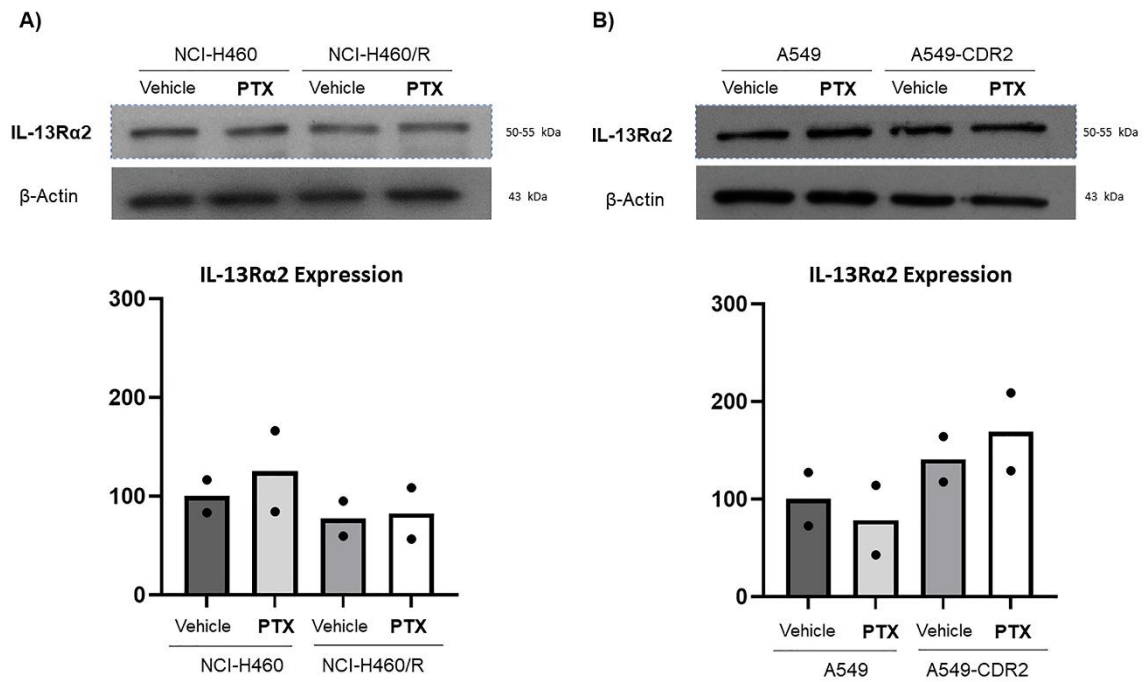 A)
NCI-H460 NCI-H460/R
Vehicle PTX Vehicle PTX
IL-13Rα2 50-55 kDa
β-Actin 43 kDa
IL-13Rα2 Expression
300
200
100
0
Vehicle PTX Vehicle PTX
NCI-H460 NCI-H460/R
B)
A549 A549-CDR2
Vehicle PTX Vehicle PTX
IL-13Rα2 50-55 kDa
β-Actin 43 kDa
IL-13Rα2 Expression
300
200
100
0
Vehicle PTX Vehicle PTX
A549 A549-CDR2